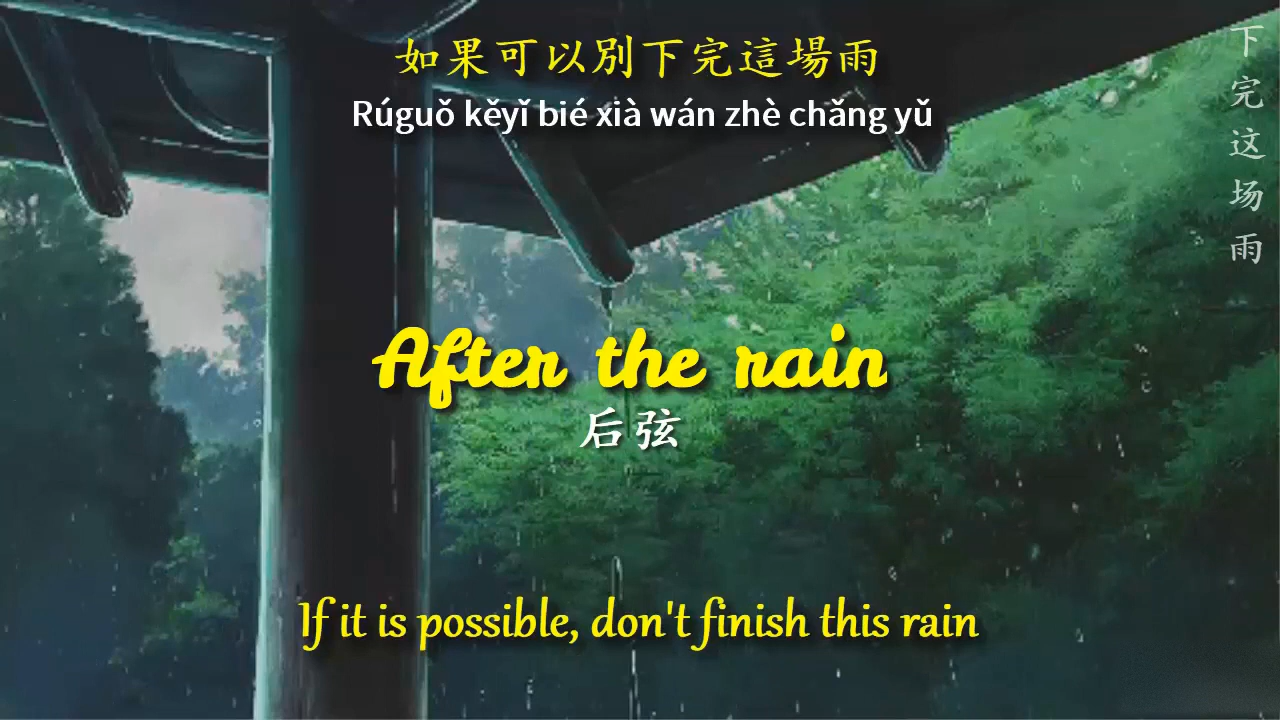 如果可以別下完這場雨
Rúguǒ kěyǐ bié xià wán zhè chǎng yǔ
下完这场雨
After the rain
后弦
If it is possible, don't finish this rain